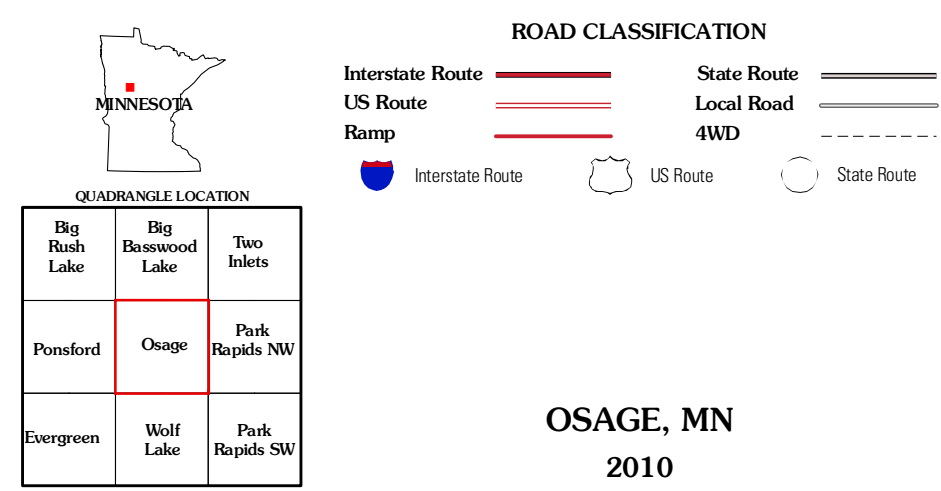 MINNESOTA
QUADRANGLE LOCATION
Big
Rush
Lake
Big
Basswood
Lake
Two
Inlets
Ponsford
Osage
Park
Rapids NW
Evergreen
Wolf
Lake
Park
Rapids SW
ROAD CLASSIFICATION
Interstate Route
State Route
US Route
Local Road
Ramp
4WD
Interstate Route
US Route
State Route
OSAGE, MN
2010